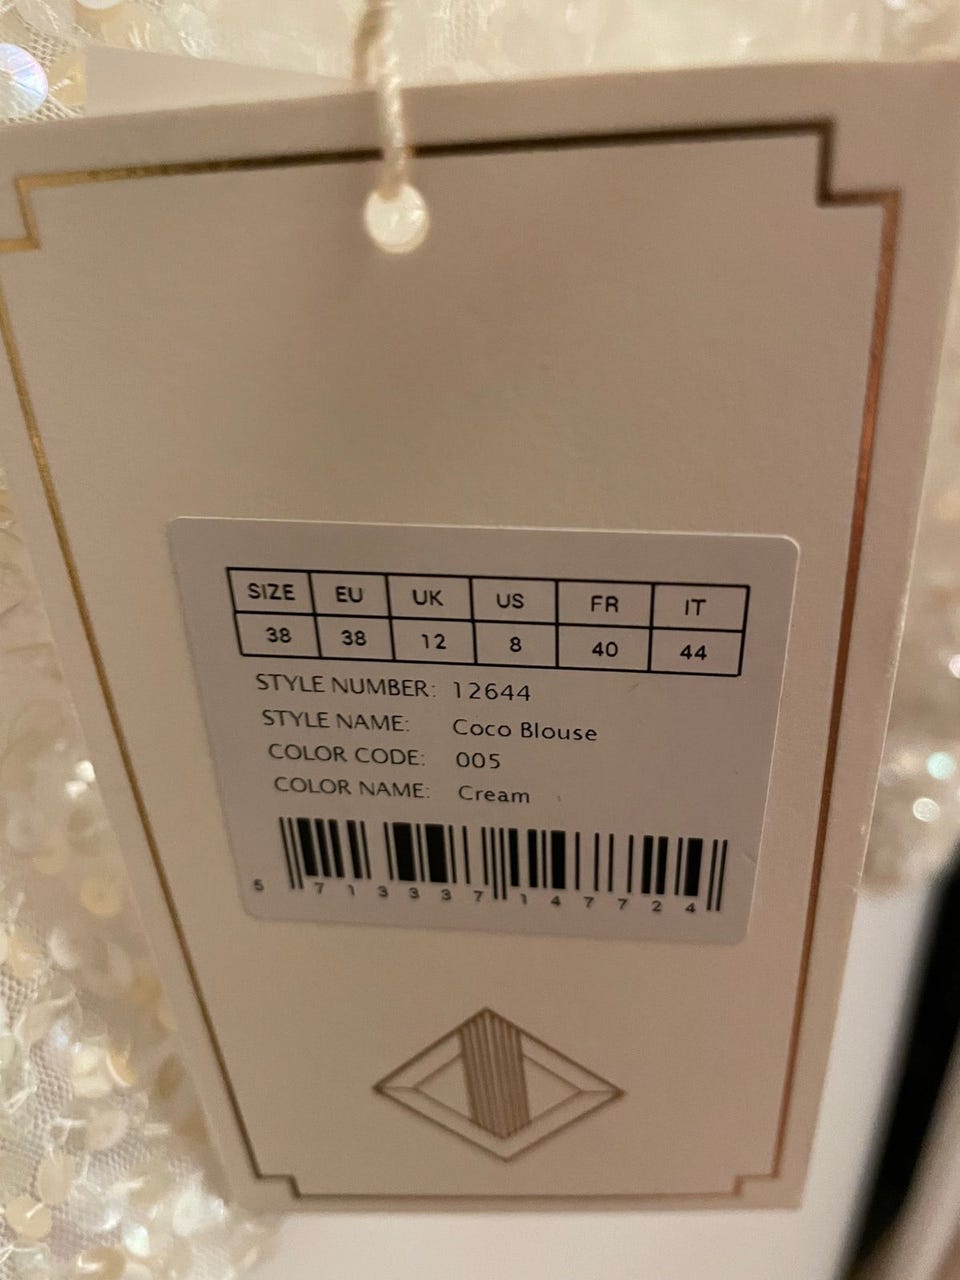 SIZE EU UK US FR IT
38 38 12 8 40 44
STYLE NUMBER: 12644
STYLE NAME: Coco Blouse
COLOR CODE: 005
COLOR NAME: Cream
5 713337 147724